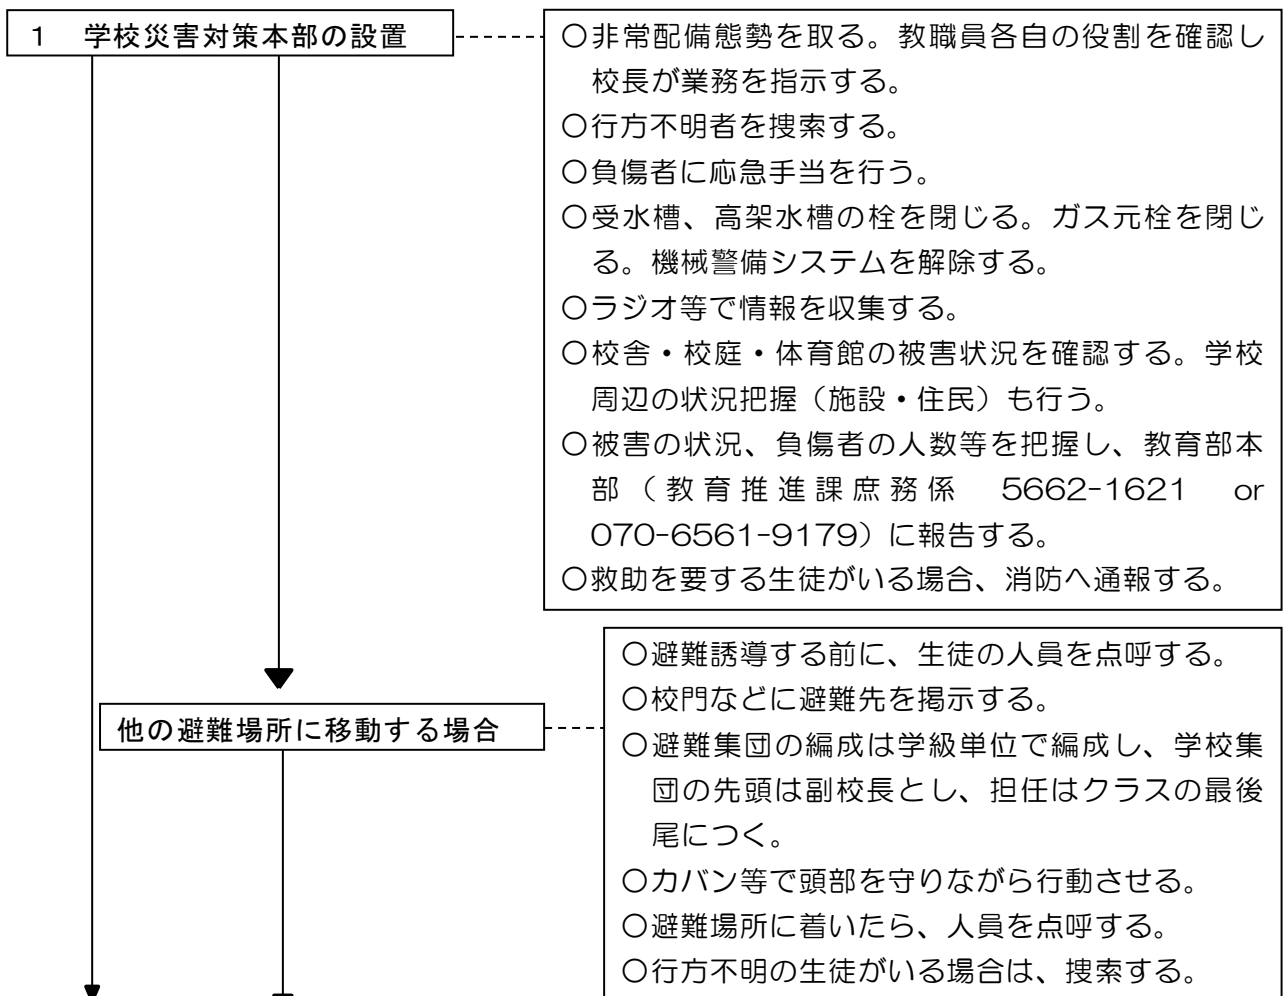 1 学校災害対策本部の設置
○非常配備態勢を取る。教職員各自の役割を確認し
校長が業務を指示する。
○行方不明者を捜索する。
○負傷者に応急手当を行う。
○受水槽、高架水槽の栓を閉じる。ガス元栓を閉じ
る。機械警備システムを解除する。
○ラジオ等で情報を収集する。
○校舎・校庭・体育館の被害状況を確認する。学校
周辺の状況把握（施設・住民）も行う。
○被害の状況、負傷者の人数等を把握し、教育部本
部（教育推進課庶務係 5662-1621 or
070-6561-9179）に報告する。
○救助を要する生徒がいる場合、消防へ通報する。
他の避難場所に移動する場合
○避難誘導する前に、生徒の人員を点呼する。
○校門などに避難先を掲示する。
○避難集団の編成は学級単位で編成し、学校集
団の先頭は副校長とし、担任はクラスの最後
尾につく。
○カバン等で頭部を守りながら行動させる。
○避難場所に着いたら、人員を点呼する。
○行方不明の生徒がいる場合は、捜索する。